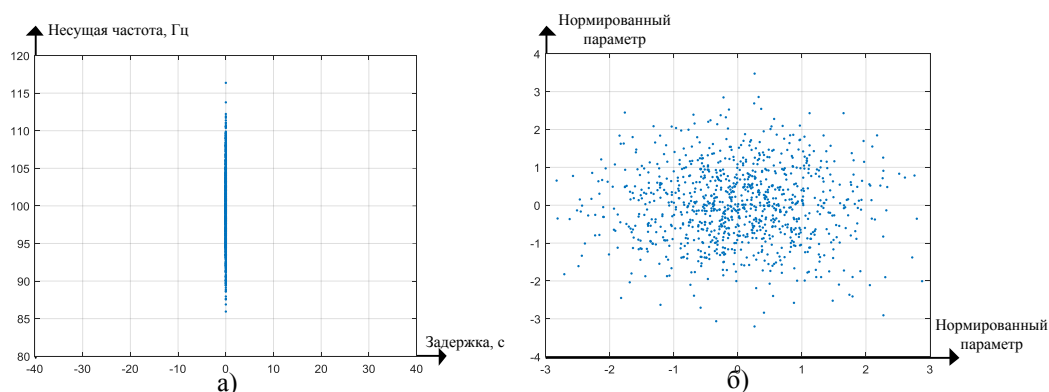 Несущая частота, Гц
120
115
110
105
100
95
90
85
80
-40 -30 -20 -10 0 10 20 30 40
Задержка, с
а)
Нормированный
параметр
4
3
2
1
0
-1
-2
-3
-4
-3 -2 -1 0 1 2 3
Нормированный
параметр
б)